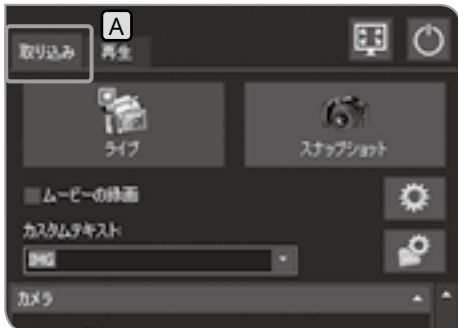 A
取り込み 再生
ライブ スナップショット
ムービーの録画
カスタムテキスト:
IMG
カメラ